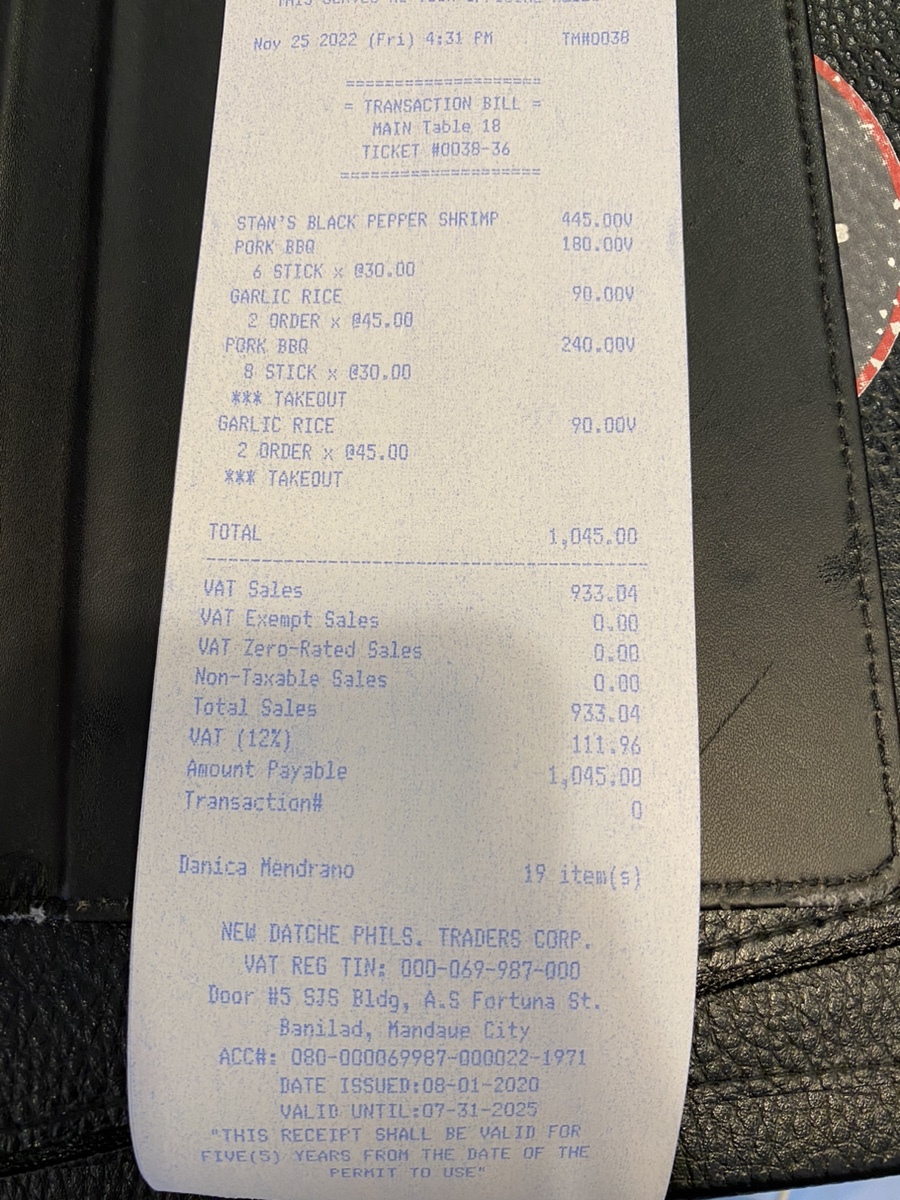 THIS SERVES AS YOUR OFFICIAL
Nov 25 2022 (Fri) 4:31 PM TM#0038
====================
= TRANSACTION BILL =
MAIN Table 18
TICKET #0038-36
====================
STAN'S BLACK PEPPER SHRIMP 445.00V
PORK BBQ 180.00V
6 STICK x @30.00
GARLIC RICE 90.00V
2 ORDER x @45.00
PORK BBQ 240.00V
8 STICK x @30.00
*** TAKEOUT
GARLIC RICE 90.00V
2 ORDER x @45.00
*** TAKEOUT
TOTAL 1,045.00
----------------------------------------
VAT Sales 933.04
VAT Exempt Sales 0.00
VAT Zero-Rated Sales 0.00
Non-Taxable Sales 0.00
Total Sales 933.04
VAT (12%) 111.96
Amount Payable 1,045.00
Transaction# 0
Danica Mendrano 19 item(s)
NEW DATCHE PHILS. TRADERS CORP.
VAT REG TIN: 000-069-987-000
Door #5 SJS Bldg, A.S Fortuna St.
Banilad, Mandaue City
ACC#: 080-000069987-000022-1971
DATE ISSUED:08-01-2020
VALID UNTIL:07-31-2025
"THIS RECEIPT SHALL BE VALID FOR
FIVE(5) YEARS FROM THE DATE OF THE
PERMIT TO USE"